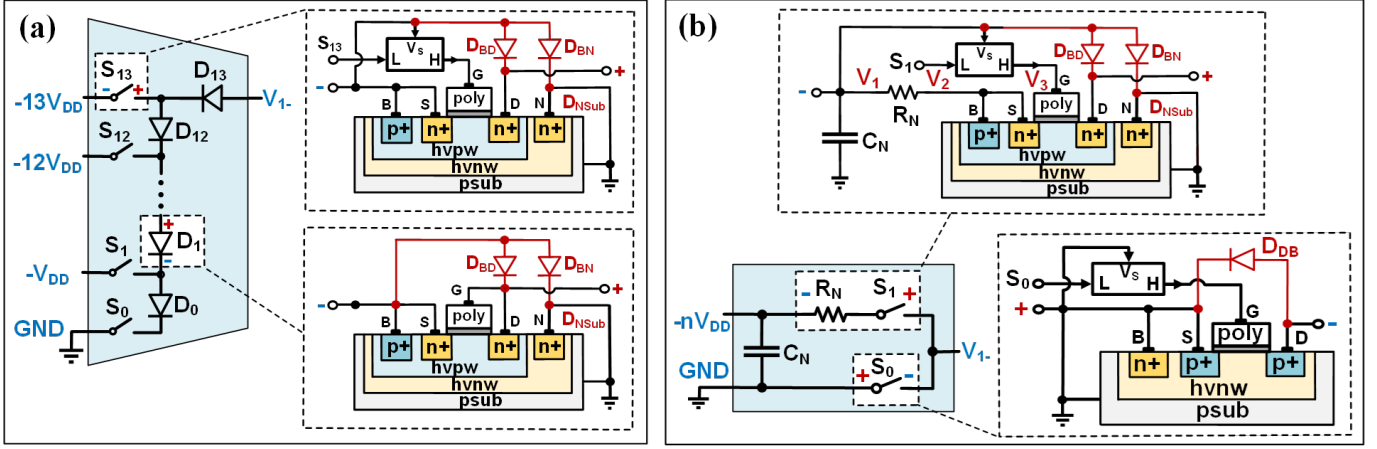 (a)
S13
D13
-13VDD
V1-
S12
D12
-12VDD
D1
S1
-VDD
S0
D0
GND
S13
VS
L
H
DBD
DBN
G
B
S
poly
D
N
DNSub
p+
n+
n+
n+
hvpw
hvnw
psub
DBD
DBN
G
B
S
poly
D
N
DNSub
p+
n+
n+
n+
hvpw
hvnw
psub
(b)
VS
S1
L
H
DBD
DBN
V1
V2
V3
G
RN
B
S
poly
D
N
DNSub
CN
p+
n+
n+
n+
hvpw
hvnw
psub
RN
S1
-nVDD
CN
V1-
GND
S0
S0
VS
L
H
DDB
G
B
S
poly
D
n+
p+
p+
hvnw
psub